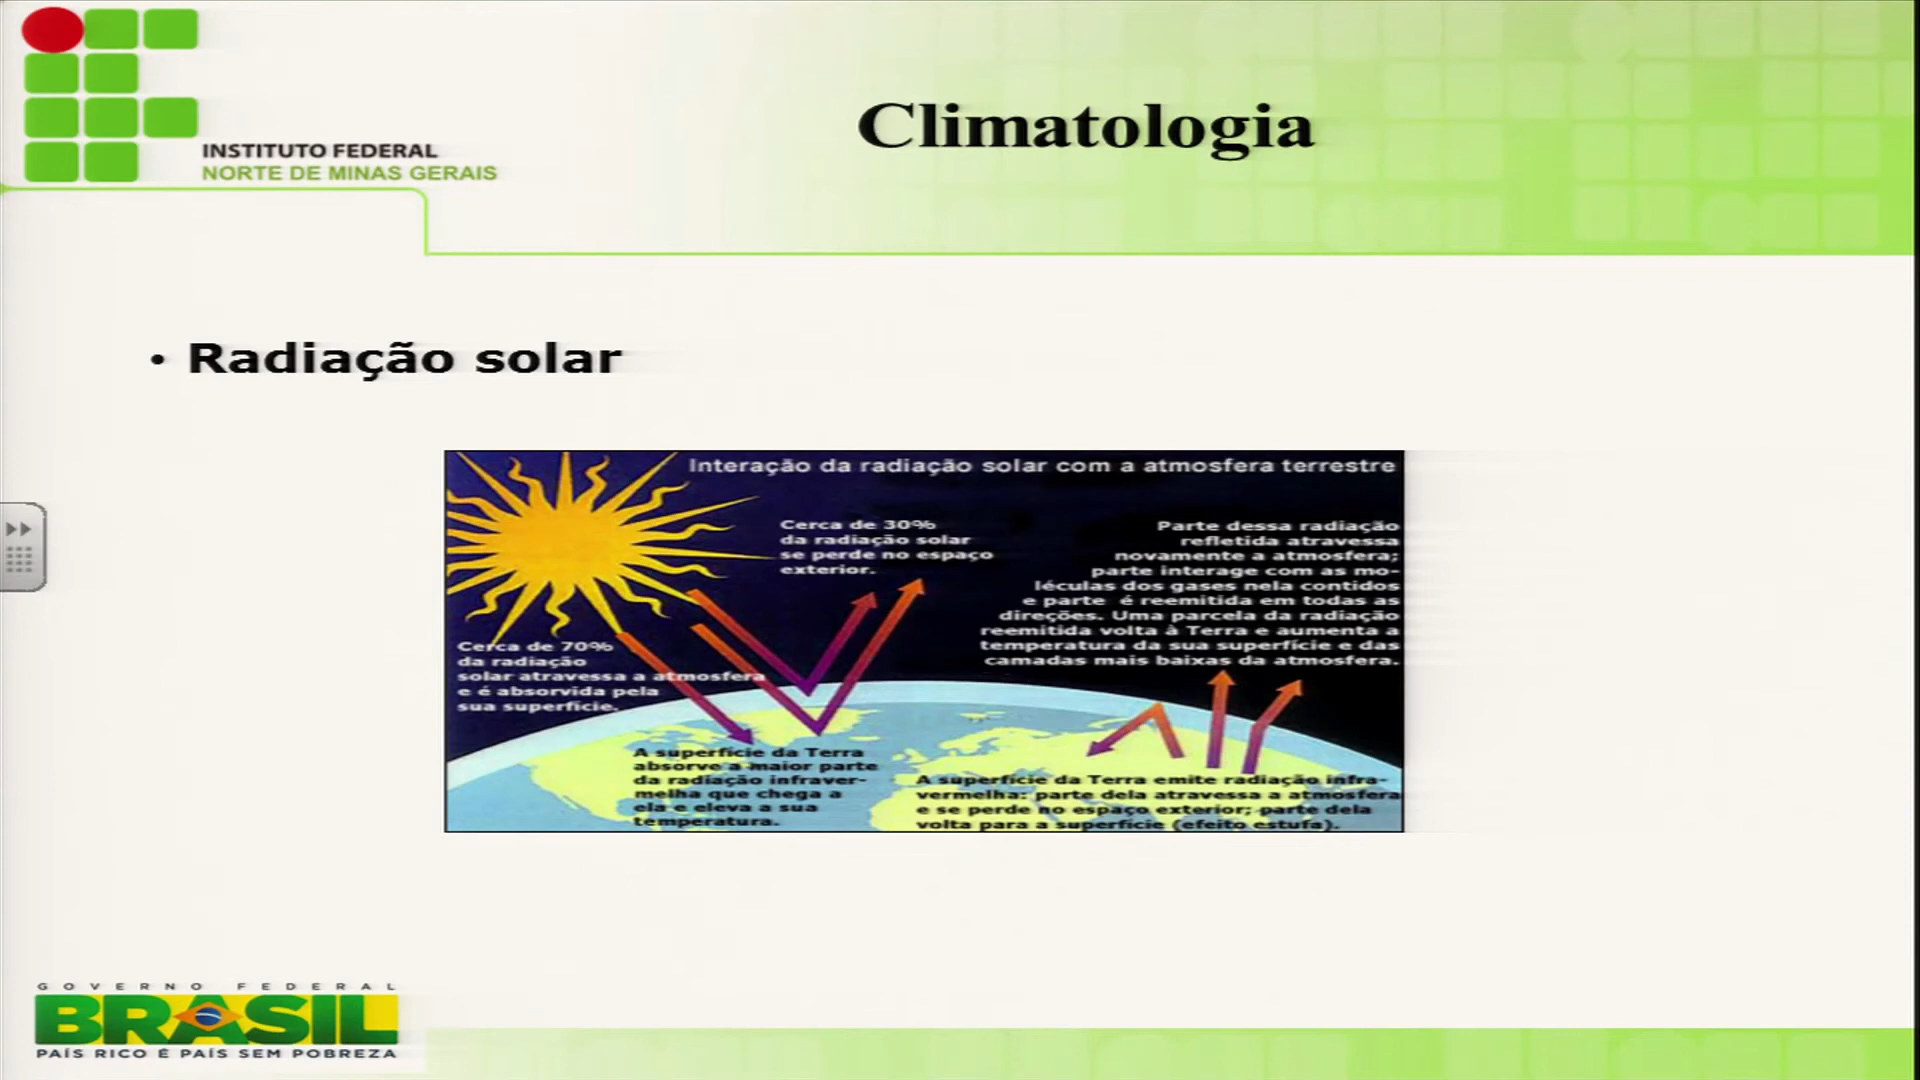 INSTITUTO FEDERAL
NORTE DE MINAS GERAIS
Climatologia
• Radiação solar
Interação da radiação solar com a atmosfera terrestre
Cerca de 30%
da radiação solar
se perde no espaço
exterior.
Parte dessa radiação
refletida atravessa
novamente a atmosfera;
parte interage com as mo-
léculas dos gases nela contidos
e parte é reemitida em todas as
direções. Uma parcela da radiação
reemitida volta à Terra e aumenta a
temperatura da sua superfície e das
camadas mais baixas da atmosfera.
Cerca de 70%
da radiação
solar atravessa a atmosfera
e é absorvida pela
sua superfície.
A superfície da Terra
absorve a maior parte
da radiação infraver-
melha que chega a
ela e eleva a sua
temperatura.
A superfície da Terra emite radiação infra-
vermelha: parte dela atravessa a atmosfera
e se perde no espaço exterior; parte dela
volta para a superfície (efeito estufa).
GOVERNO FEDERAL
BRASIL
PAÍS RICO É PAÍS SEM POBREZA